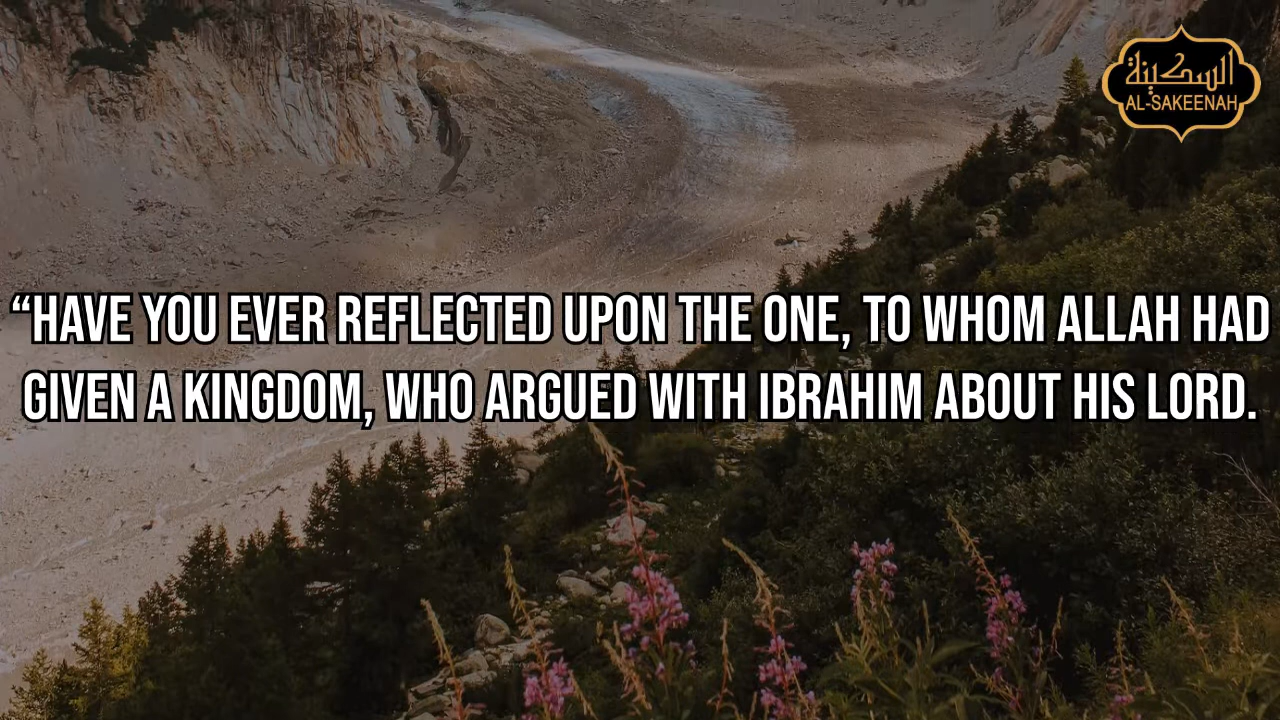 السكينة
AL-SAKEENAH
“HAVE YOU EVER REFLECTED UPON THE ONE, TO WHOM ALLAH HAD
GIVEN A KINGDOM, WHO ARGUED WITH IBRAHIM ABOUT HIS LORD.